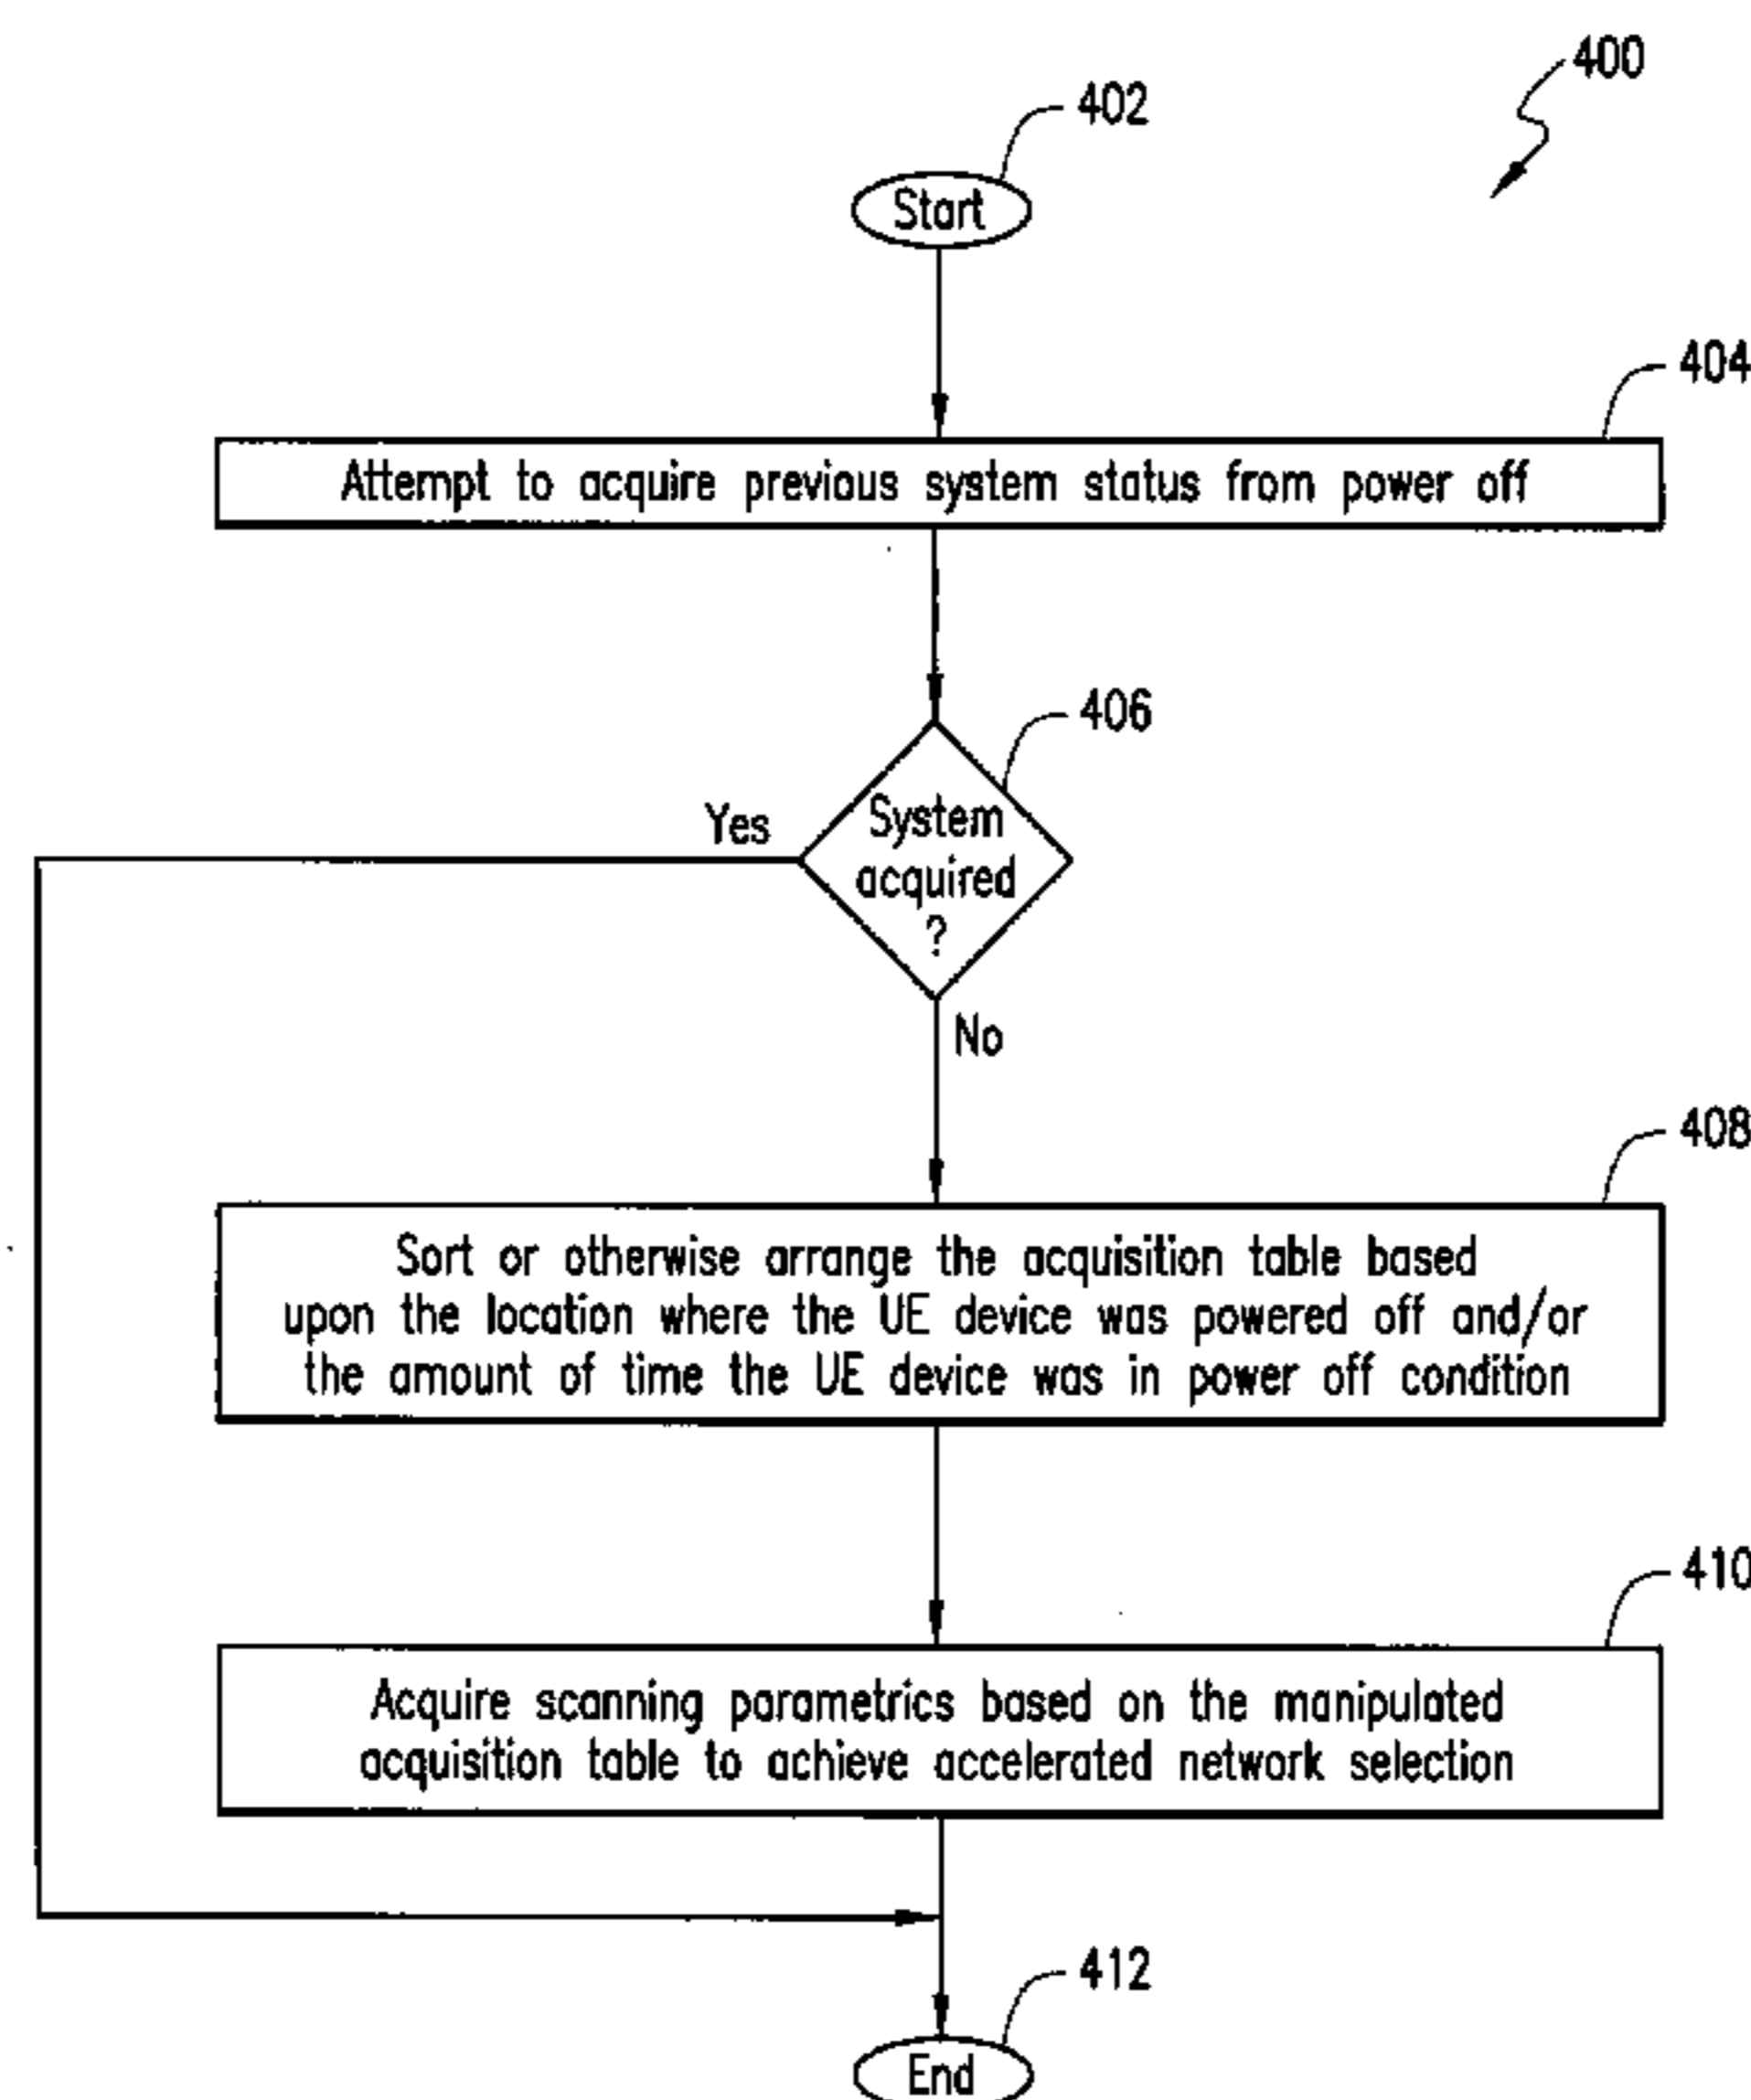 400
402
Start
404
Attempt to acquire previous system status from power off
406
Yes
System
acquired
?
No
408
Sort or otherwise arrange the acquisition table based
upon the location where the UE device was powered off and/or
the amount of time the UE device was in power off condition
410
Acquire scanning parametrics based on the manipulated
acquisition table to achieve accelerated network selection
412
End